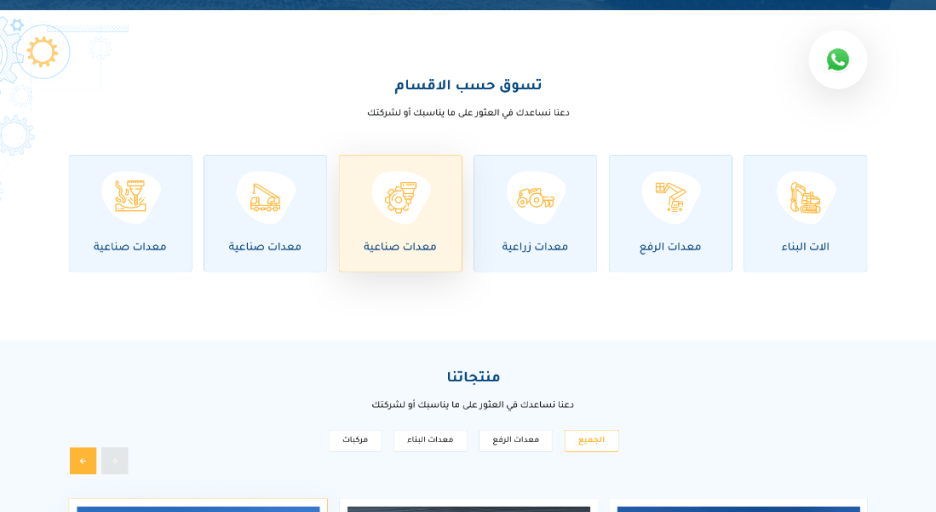 تسوق حسب الاقسام
دعنا نساعدك في العثور على ما يناسبك أو لشركتك
الات البناء
معدات الرفع
معدات زراعية
معدات صناعية
معدات صناعية
معدات صناعية
منتجاتنا
دعنا نساعدك في العثور على ما يناسبك أو لشركتك
الجميع
معدات الرفع
معدات البناء
مركبات